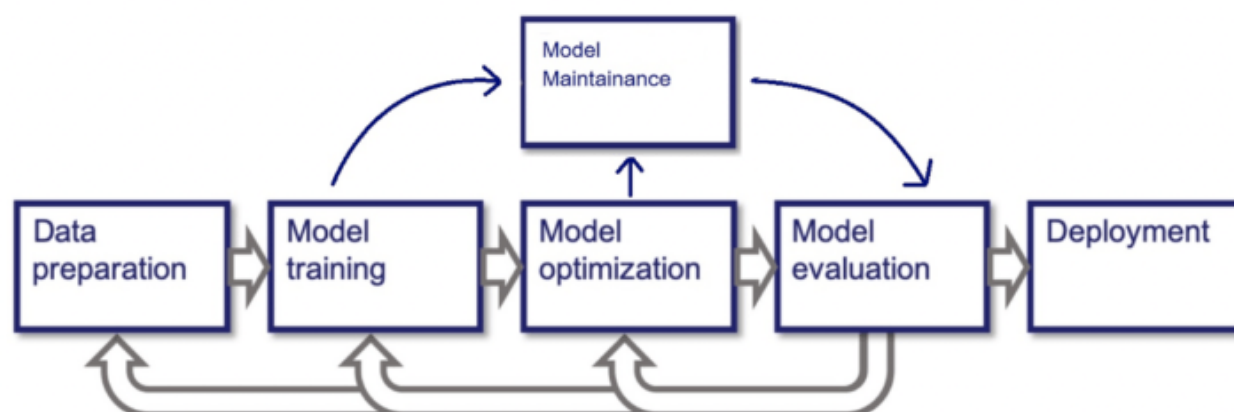 Model
Maintainance
Data
preparation
Model
training
Model
optimization
Model
evaluation
Deployment